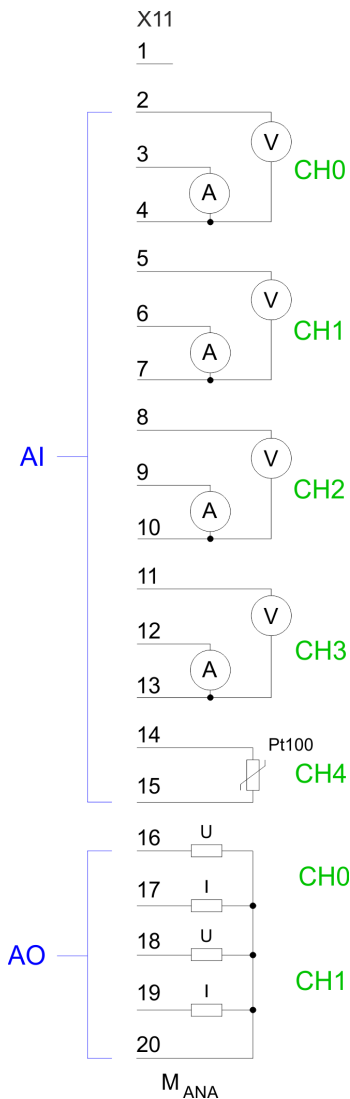 X11
1
2
V
3
CH0
A
4
5
V
6
CH1
A
7
8
AI
V
9
CH2
A
10
11
V
12
CH3
A
13
14
Pt100
CH4
15
16 U
CH0
17 I
18 U
AO
CH1
19 I
20
M ANA